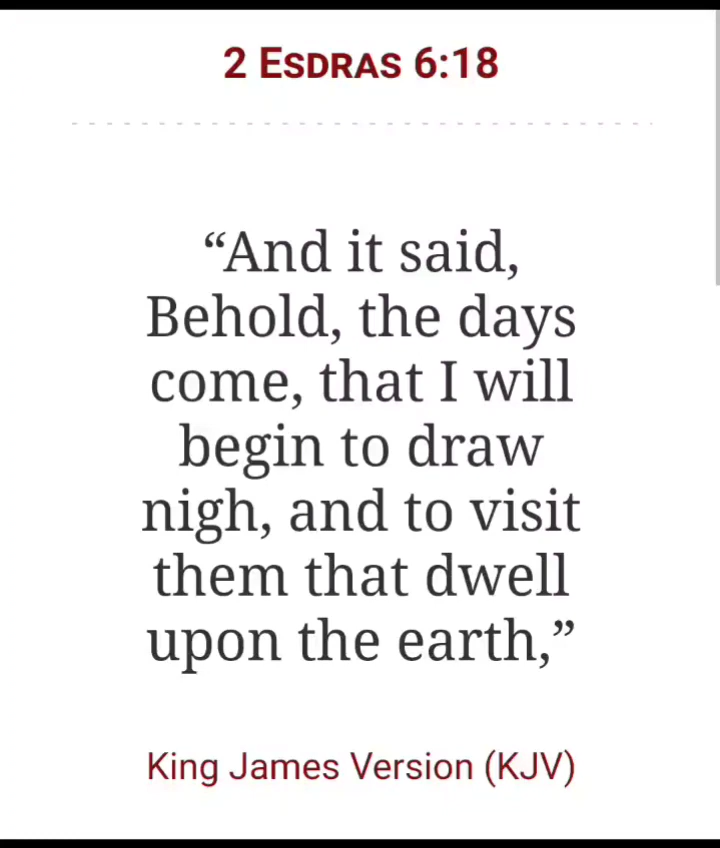 2 Esdras 6:18
“And it said,
Behold, the days
come, that I will
begin to draw
nigh, and to visit
them that dwell
upon the earth,”
King James Version (KJV)